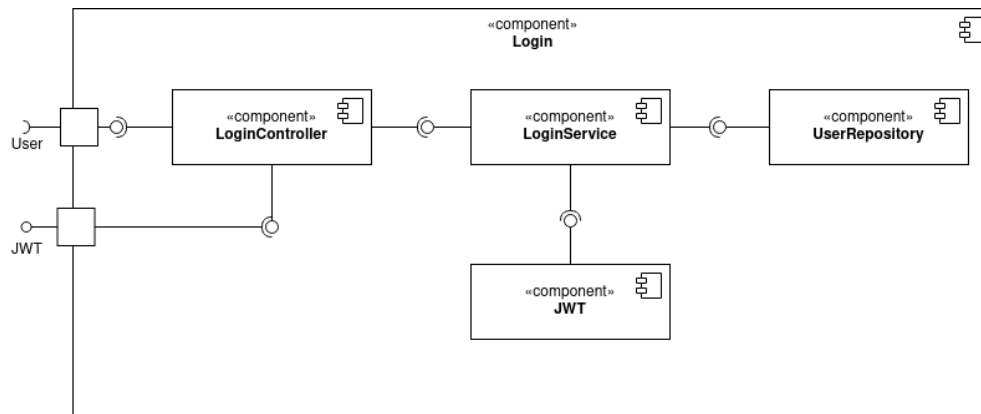 «component»
Login
«component»
LoginController
«component»
LoginService
«component»
UserRepository
User
JWT
«component»
JWT